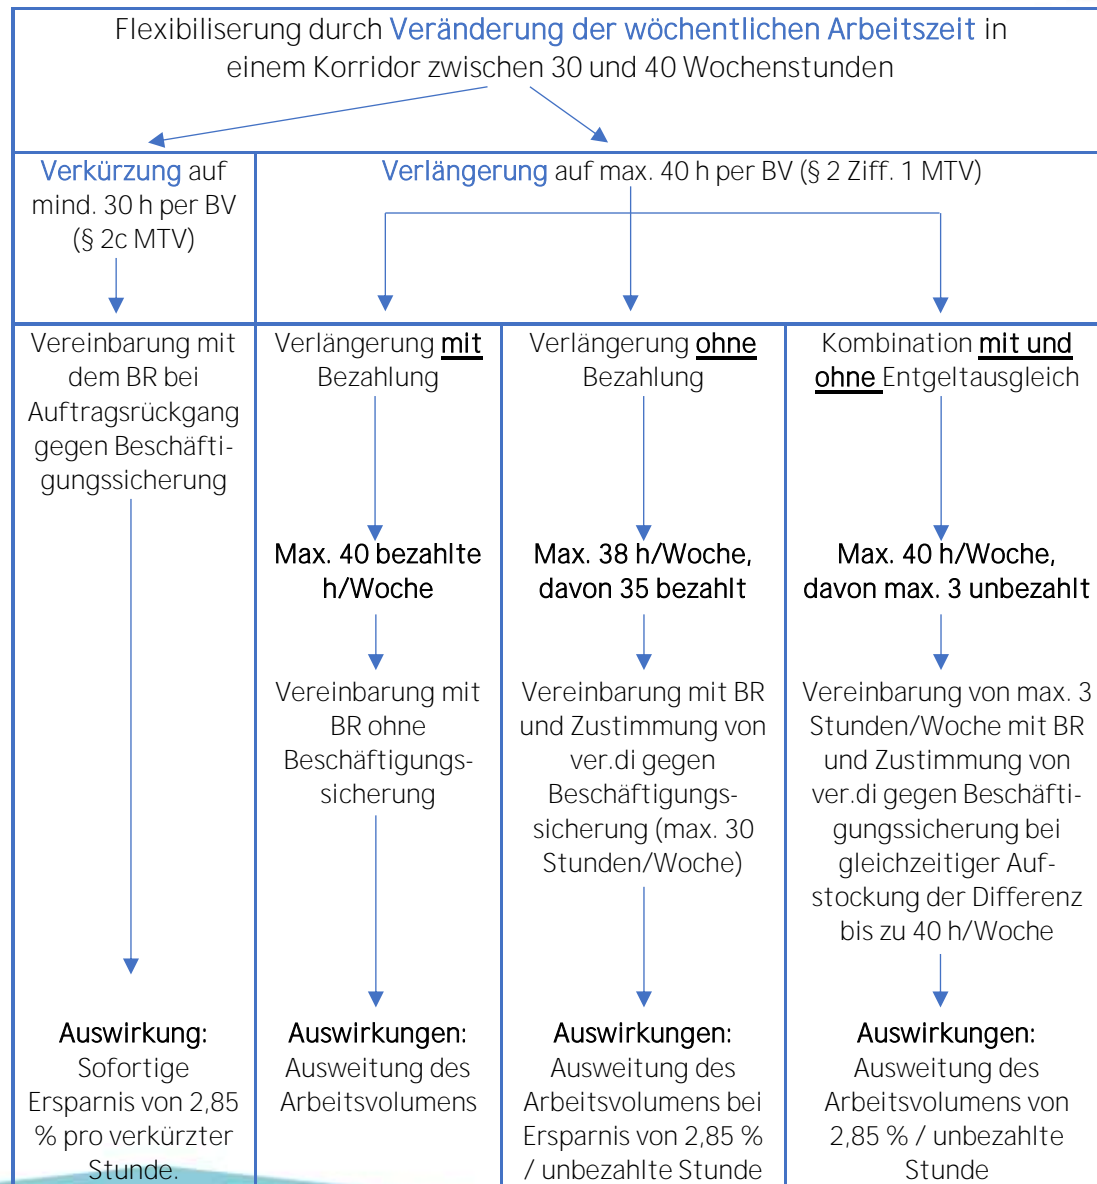 Flexibiliserung durch Veränderung der wöchentlichen Arbeitszeit in
einem Korridor zwischen 30 und 40 Wochenstunden
Verkürzung auf
mind. 30 h per BV
(§ 2c MTV)
Verlängerung auf max. 40 h per BV (§ 2 Ziff. 1 MTV)
Vereinbarung mit
dem BR bei
Auftragsrückgang
gegen Beschäfti-
gungssicherung
Auswirkung:
Sofortige
Ersparnis von 2,85
% pro verkürzter
Stunde.
Verlängerung mit
Bezahlung
Max. 40 bezahlte
h/Woche
Vereinbarung mit
BR ohne
Beschäftigungs-
sicherung
Auswirkungen:
Ausweitung des
Arbeitsvolumens
Verlängerung ohne
Bezahlung
Max. 38 h/Woche,
davon 35 bezahlt
Vereinbarung mit BR
und Zustimmung von
ver.di gegen
Beschäftigungs-
sicherung (max. 30
Stunden/Woche)
Auswirkungen:
Ausweitung des
Arbeitsvolumens bei
Ersparnis von 2,85 %
/ unbezahlte Stunde
Kombination mit und
ohne Entgeltausgleich
Max. 40 h/Woche,
davon max. 3 unbezahlt
Vereinbarung von max. 3
Stunden/Woche mit BR
und Zustimmung von
ver.di gegen Beschäfti-
gungssicherung bei
gleichzeitiger Auf-
stockung der Differenz
bis zu 40 h/Woche
Auswirkungen:
Ausweitung des
Arbeitsvolumens von
2,85 % / unbezahlte
Stunde